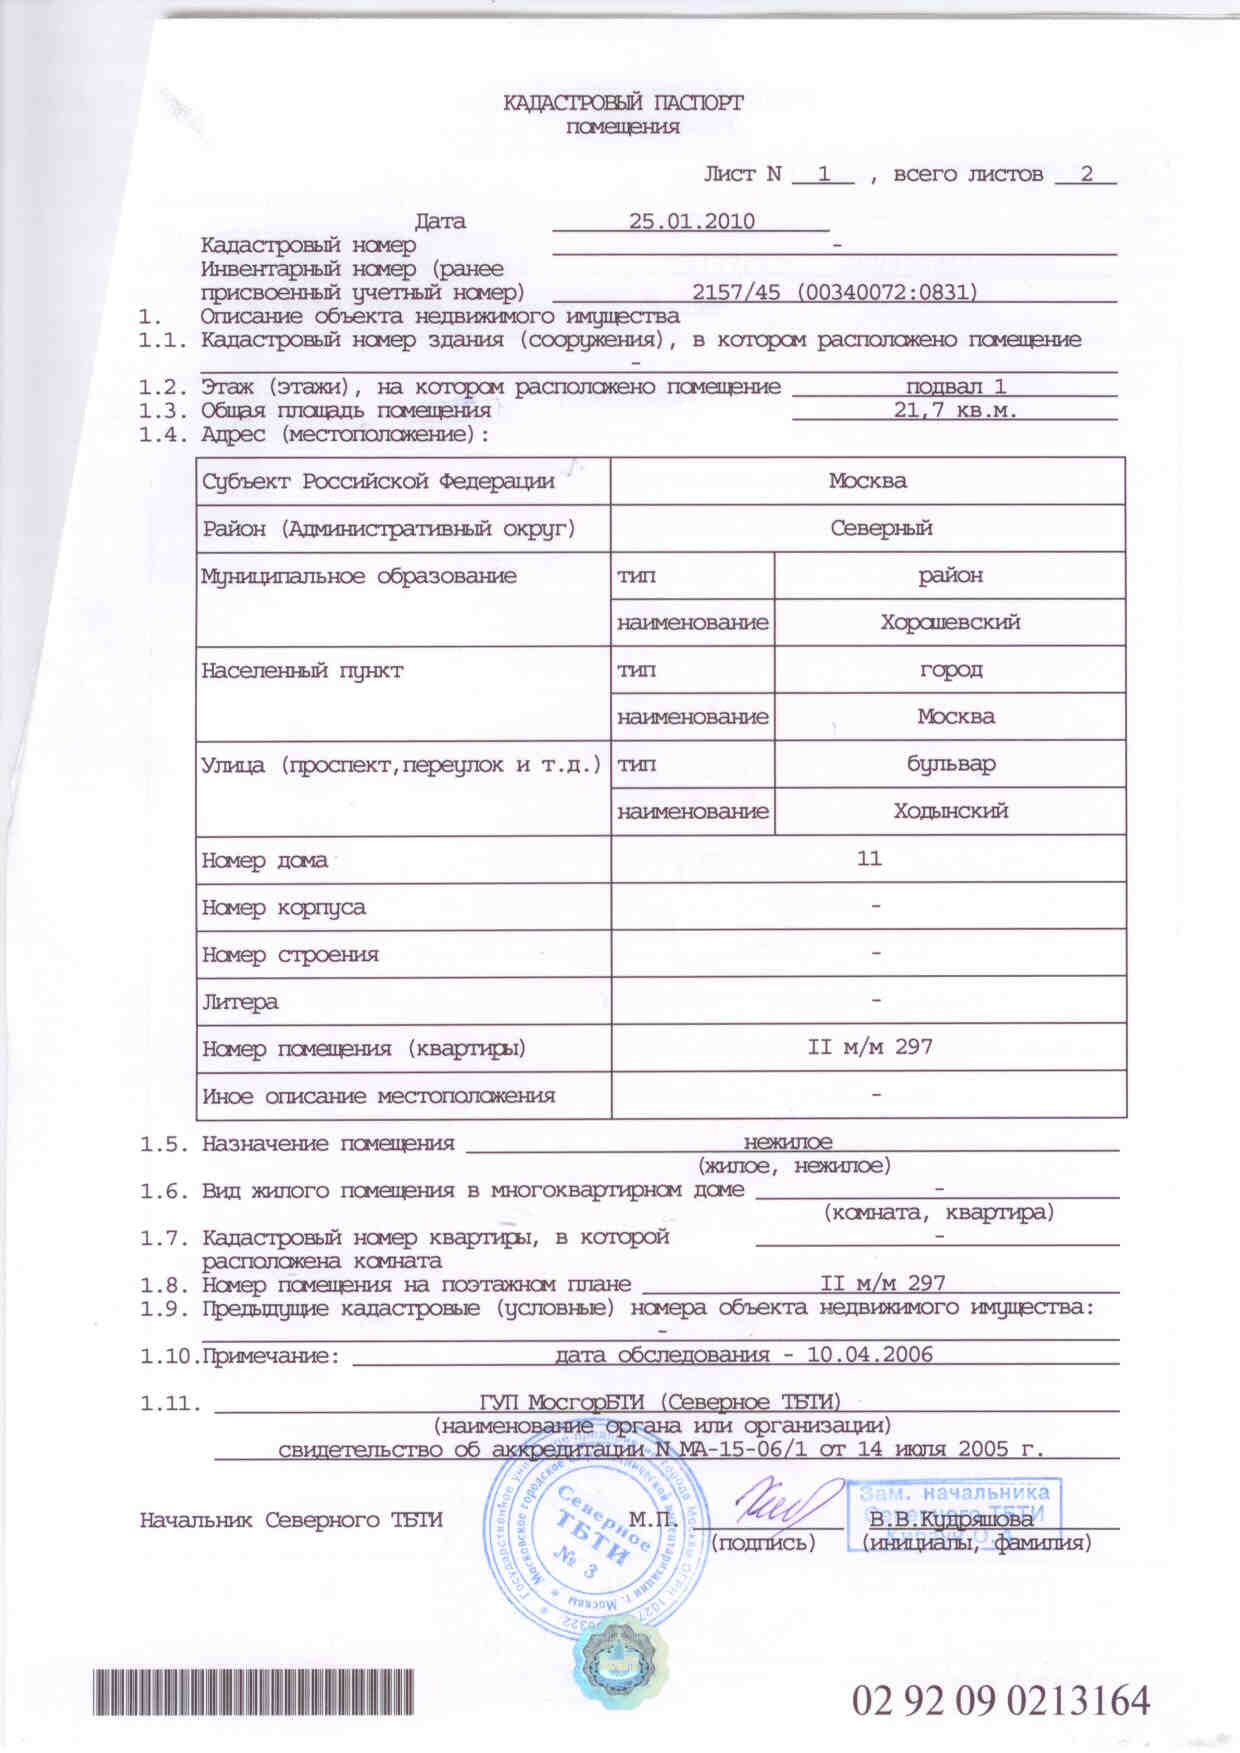 КАДАСТРОВЫЙ ПАСПОРТ
помещения
Лист N 1 , всего листов 2
Дата 25.01.2010
Кадастровый номер -
Инвентарный номер (ранее
присвоенный учетный номер) 2157/45 (00340072:0831)
1. Описание объекта недвижимого имущества
1.1. Кадастровый номер здания (сооружения), в котором расположено помещение
-
1.2. Этаж (этажи), на котором расположено помещение подвал 1
1.3. Общая площадь помещения 21,7 кв.м.
1.4. Адрес (местоположение):
Субъект Российской Федерации Москва
Район (Административный округ) Северный
Муниципальное образование тип район
наименование Хорошевский
Населенный пункт тип город
наименование Москва
Улица (проспект,переулок и т.д.) тип бульвар
наименование Ходынский
Номер дома 11
Номер корпуса -
Номер строения -
Литера -
Номер помещения (квартиры) II м/м 297
Иное описание местоположения -
1.5. Назначение помещения нежилое
(жилое, нежилое)
1.6. Вид жилого помещения в многоквартирном доме -
(комната, квартира)
1.7. Кадастровый номер квартиры, в которой -
расположена комната
1.8. Номер помещения на поэтажном плане II м/м 297
1.9. Предыдущие кадастровые (условные) номера объекта недвижимого имущества:
-
1.10.Примечание: дата обследования - 10.04.2006
1.11. ГУП МосгорБТИ (Северное ТБТИ)
(наименование органа или организации)
свидетельство об аккредитации N МА-15-06/1 от 14 июля 2005 г.
Зам. начальника
Северного ТБТИ
Начальник Северного ТБТИ М.П. В.В.Кудряшова
(подпись) (инициалы, фамилия)
Северное
ТБТИ
№ 3
02 92 09 0213164